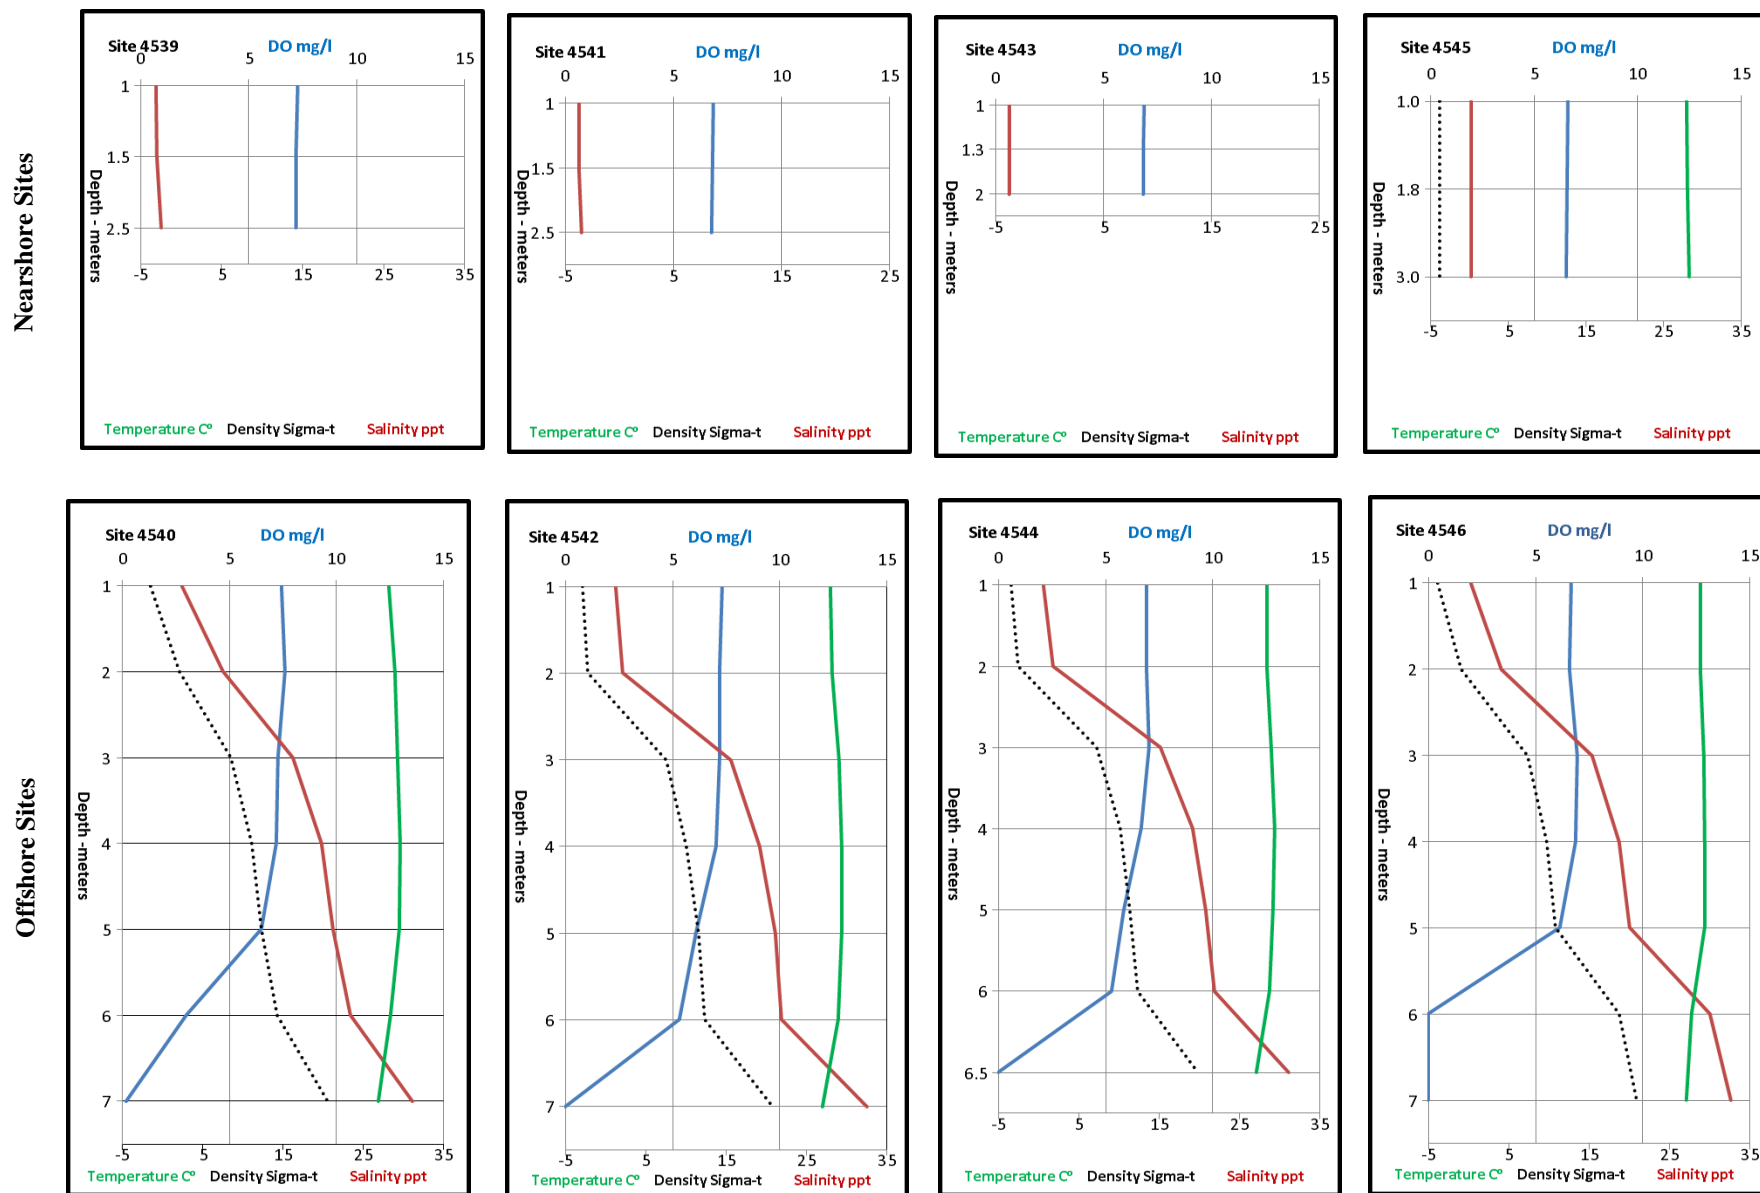 Nearshore Sites
Site 4539 DO mg/l
0 5 10 15
1
1.5
2.5
Depth - meters
-5 5 15 25 35
Temperature C° Density Sigma-t Salinity ppt
Site 4541 DO mg/l
0 5 10 15
1
1.5
2.5
Depth - meters
-5 5 15 25
Temperature C° Density Sigma-t Salinity ppt
Site 4543 DO mg/l
0 5 10 15
1
1.3
2
Depth - meters
-5 5 15 25
Temperature C° Density Sigma-t Salinity ppt
Site 4545 DO mg/l
0 5 10 15
1.0
1.8
3.0
Depth - meters
-5 5 15 25 35
Temperature C° Density Sigma-t Salinity ppt
Offshore Sites
Site 4540 DO mg/l
0 5 10 15
1
2
3
4
5
6
7
Depth -meters
-5 5 15 25 35
Temperature C° Density Sigma-t Salinity ppt
Site 4542 DO mg/l
0 5 10 15
1
2
3
4
5
6
7
Depth - meters
-5 5 15 25 35
Temperature C° Density Sigma-t Salinity ppt
Site 4544 DO mg/l
0 5 10 15
1
2
3
4
5
6
6.5
Depth - meters
-5 5 15 25 35
Temperature C° Density Sigma-t Salinity ppt
Site 4546 DO mg/l
0 5 10 15
1
2
3
4
5
6
7
Depth - meters
-5 5 15 25 35
Temperature C° Density Sigma-t Salinity ppt